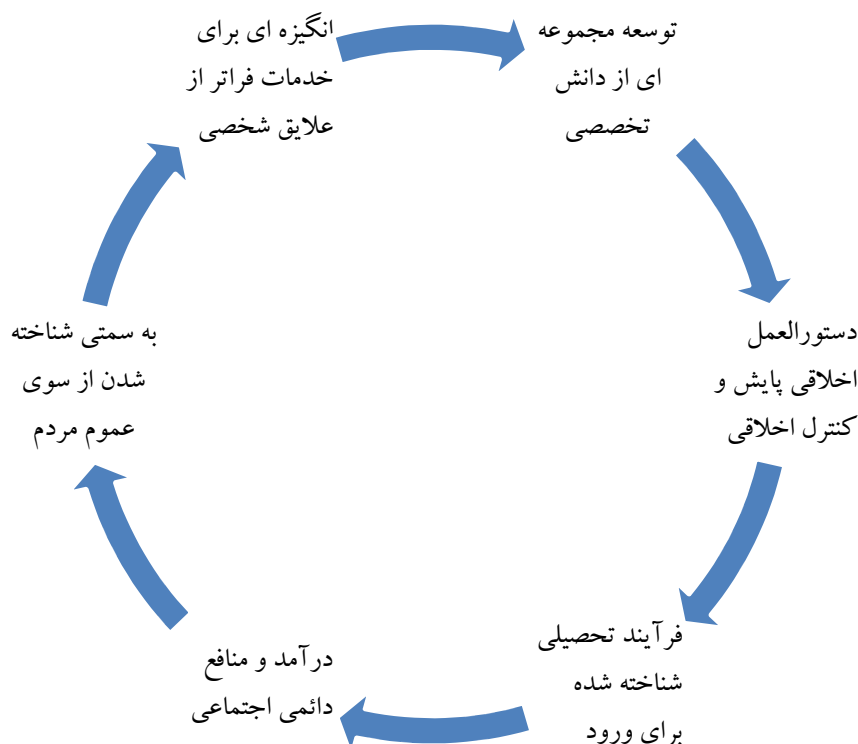 توسعه مجموعه
ای از دانش
تخصصی
دستورالعمل
اخلاقی پایش و
کنترل اخلاقی
فرآیند تحصیلی
شناخته شده
برای ورود
درآمد و منافع
دائمی اجتماعی
به سمتی شناخته
شدن از سوی
عموم مردم
انگیزه ای برای
خدمات فراتر از
علایق شخصی